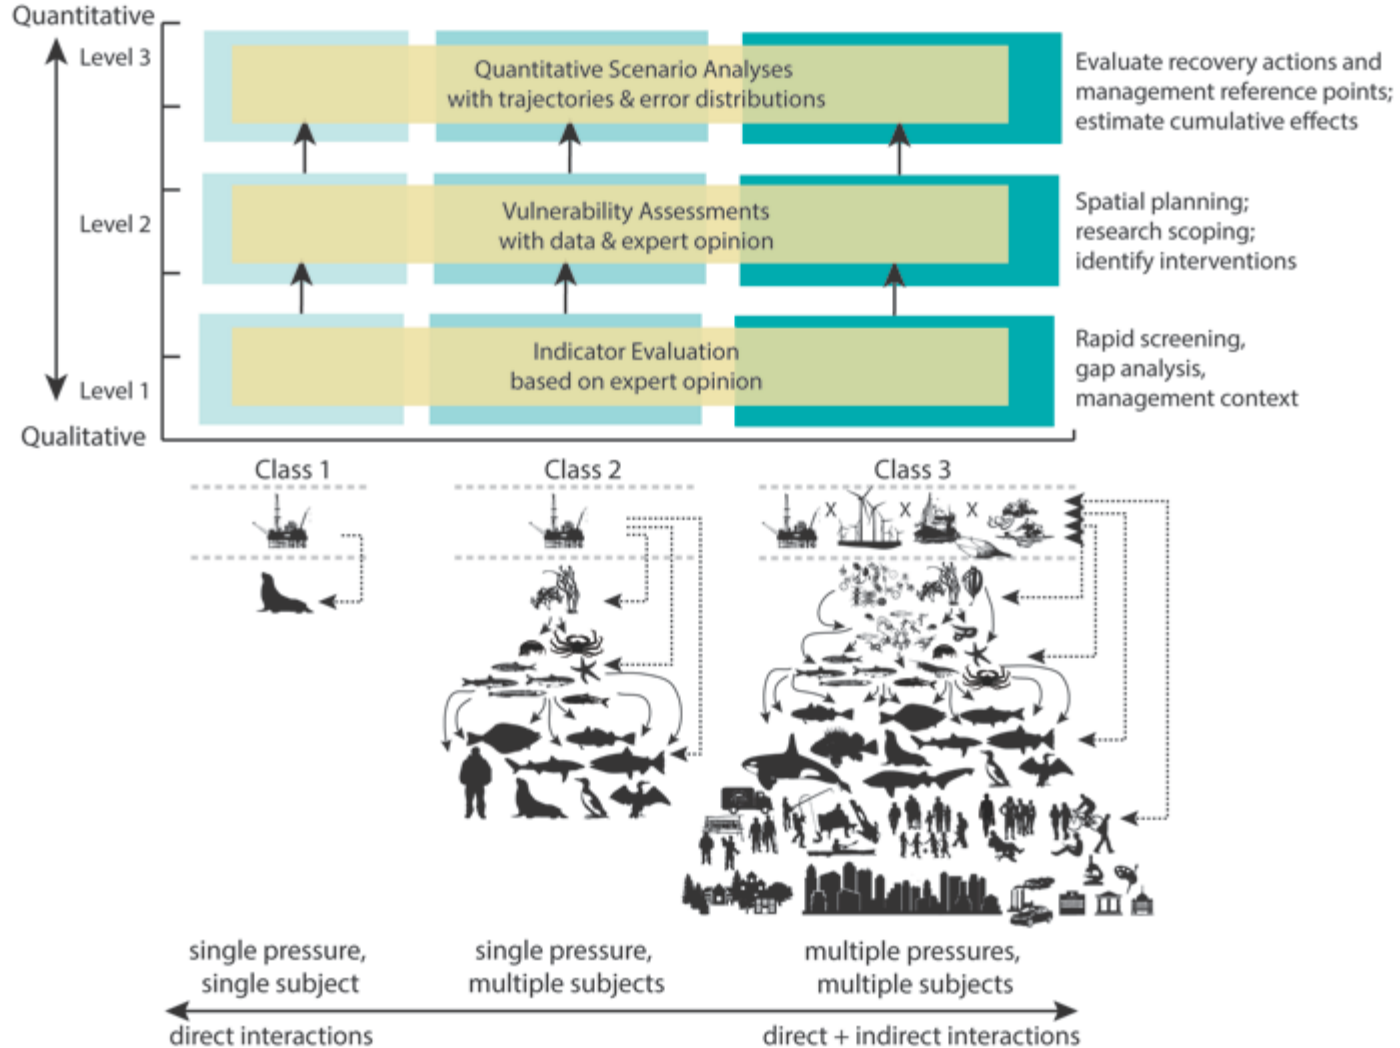 Quantitative
Level 3
Quantitative Scenario Analyses
with trajectories & error distributions
Evaluate recovery actions and
management reference points;
estimate cumulative effects
Level 2
Vulnerability Assessments
with data & expert opinion
Spatial planning;
research scoping;
identify interventions
Level 1
Indicator Evaluation
based on expert opinion
Rapid screening,
gap analysis,
management context
Qualitative
Class 1
Class 2
Class 3
X X X
single pressure,
single subject
single pressure,
multiple subjects
multiple pressures,
multiple subjects
direct interactions
direct + indirect interactions